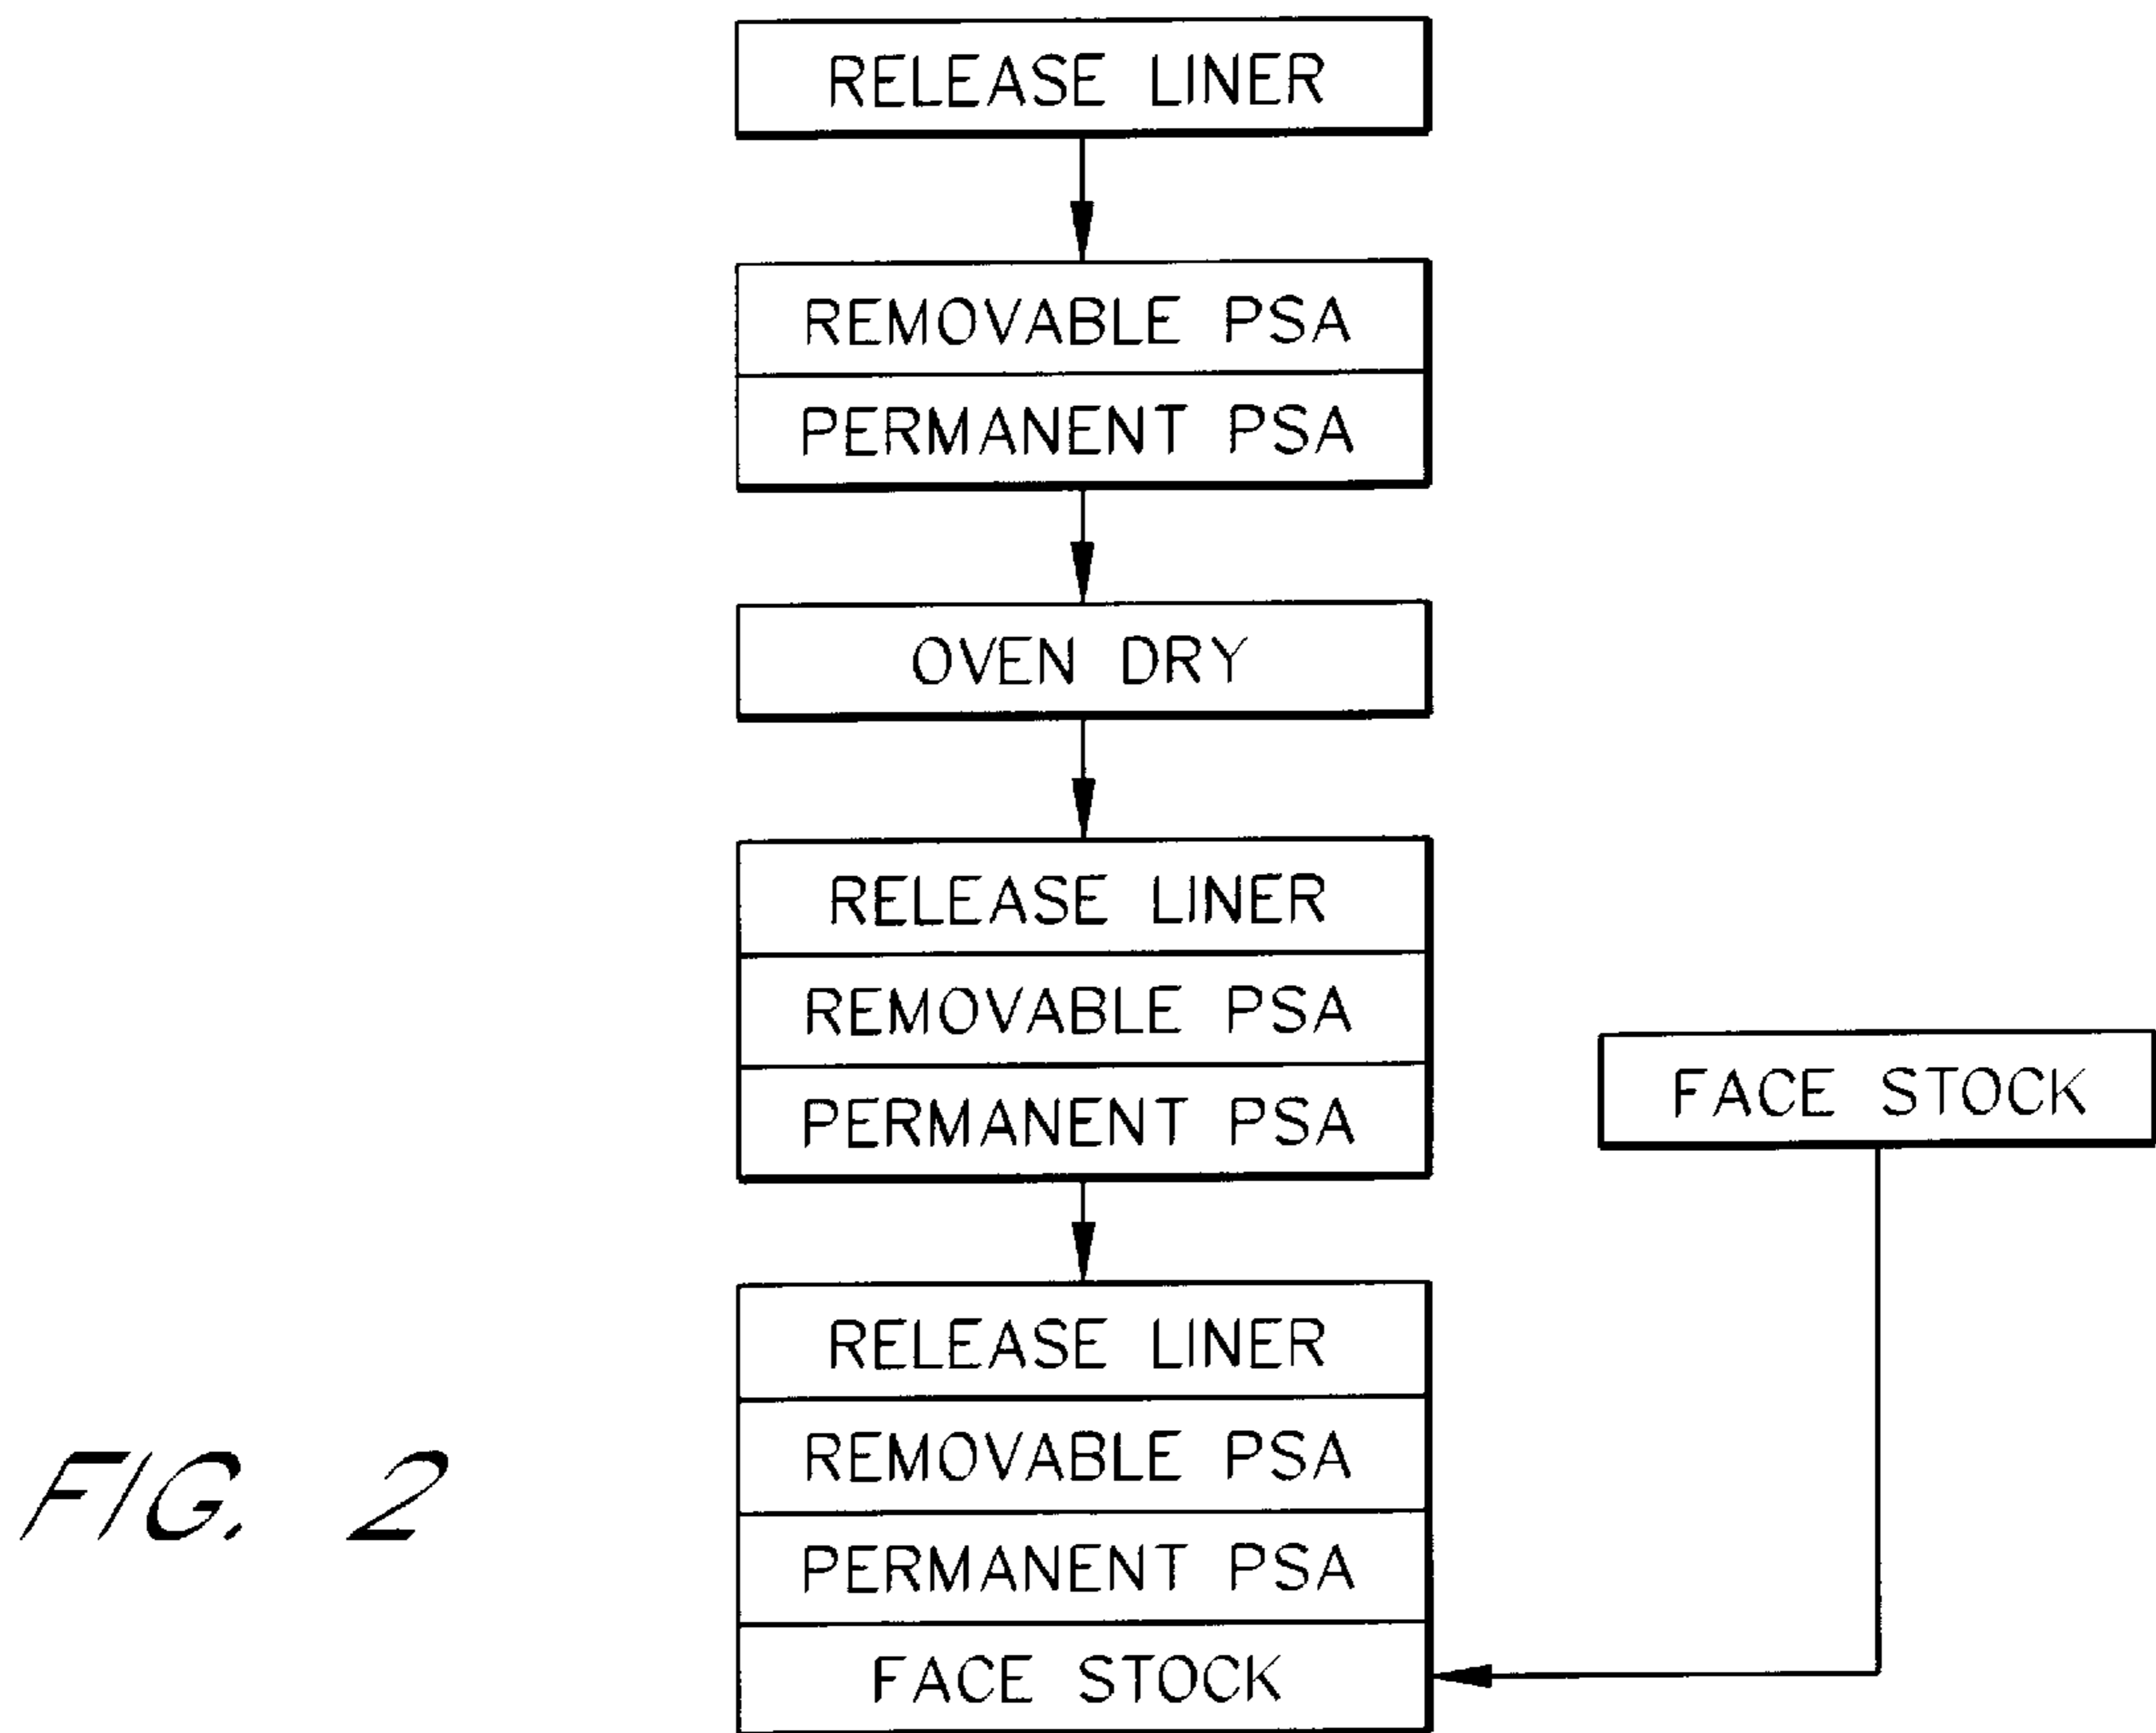 RELEASE LINER
REMOVABLE PSA
PERMANENT PSA
OVEN DRY
RELEASE LINER
REMOVABLE PSA
PERMANENT PSA
FACE STOCK
RELEASE LINER
REMOVABLE PSA
PERMANENT PSA
FACE STOCK
FIG. 2